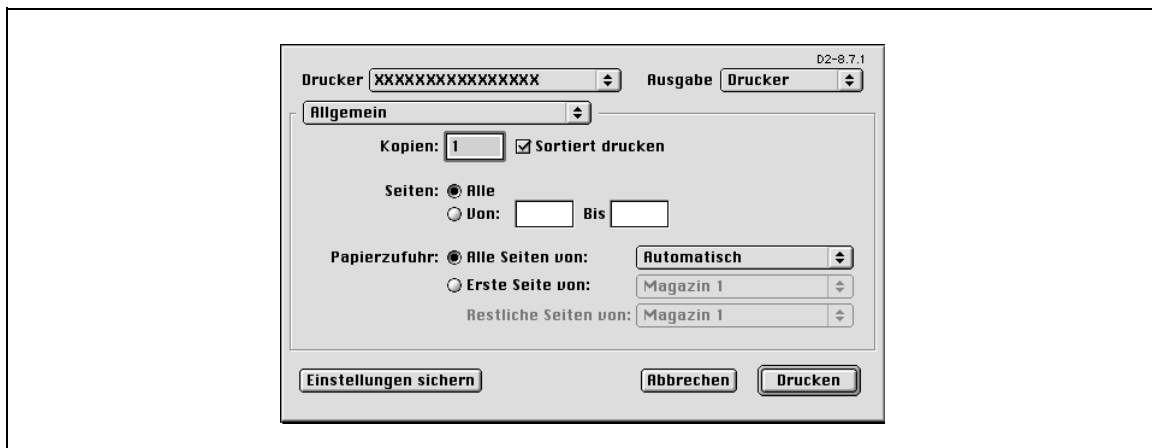 D2-8.7.1
Drucker XXXXXXXXXXXXXXX Ausgabe Drucker
Allgemein
Kopien: 1 Sortiert drucken
Seiten: Alle
Von: Bis
Papierzufuhr: Alle Seiten von: Automatisch
Erste Seite von: Magazin 1
Restliche Seiten von: Magazin 1
Einstellungen sichern Abbrechen Drucken